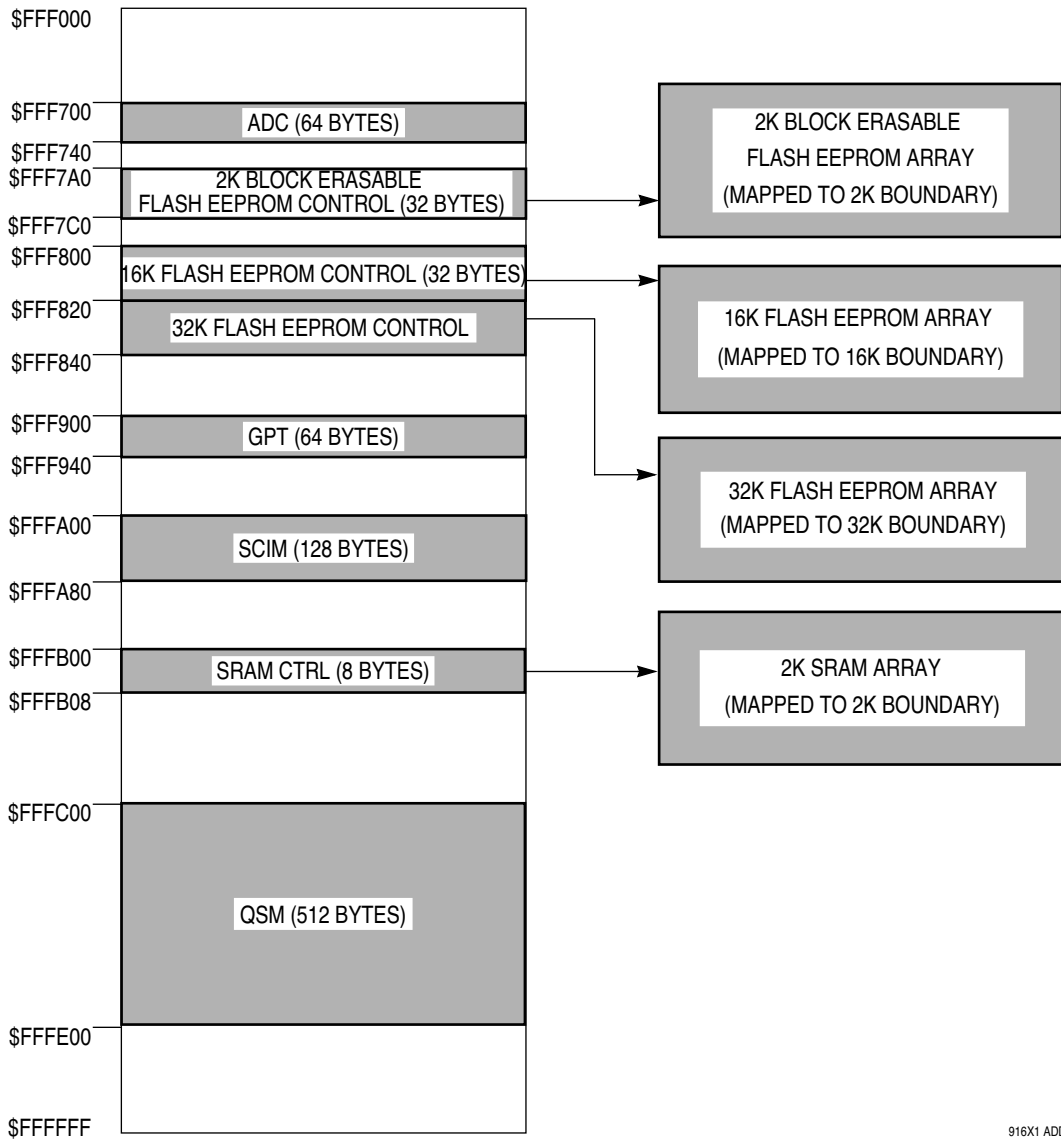 $FFF000
$FFF700
ADC (64 BYTES)
$FFF740
$FFF7A0
2K BLOCK ERASABLE
FLASH EEPROM CONTROL (32 BYTES)
$FFF7C0
$FFF800
16K FLASH EEPROM CONTROL (32 BYTES)
$FFF820
32K FLASH EEPROM CONTROL
$FFF840
$FFF900
GPT (64 BYTES)
$FFF940
$FFFA00
SCIM (128 BYTES)
$FFFA80
$FFFB00
SRAM CTRL (8 BYTES)
$FFFB08
$FFFC00
QSM (512 BYTES)
$FFFE00
$FFFFFF
2K BLOCK ERASABLE
FLASH EEPROM ARRAY
(MAPPED TO 2K BOUNDARY)
16K FLASH EEPROM ARRAY
(MAPPED TO 16K BOUNDARY)
32K FLASH EEPROM ARRAY
(MAPPED TO 32K BOUNDARY)
2K SRAM ARRAY
(MAPPED TO 2K BOUNDARY)
916X1